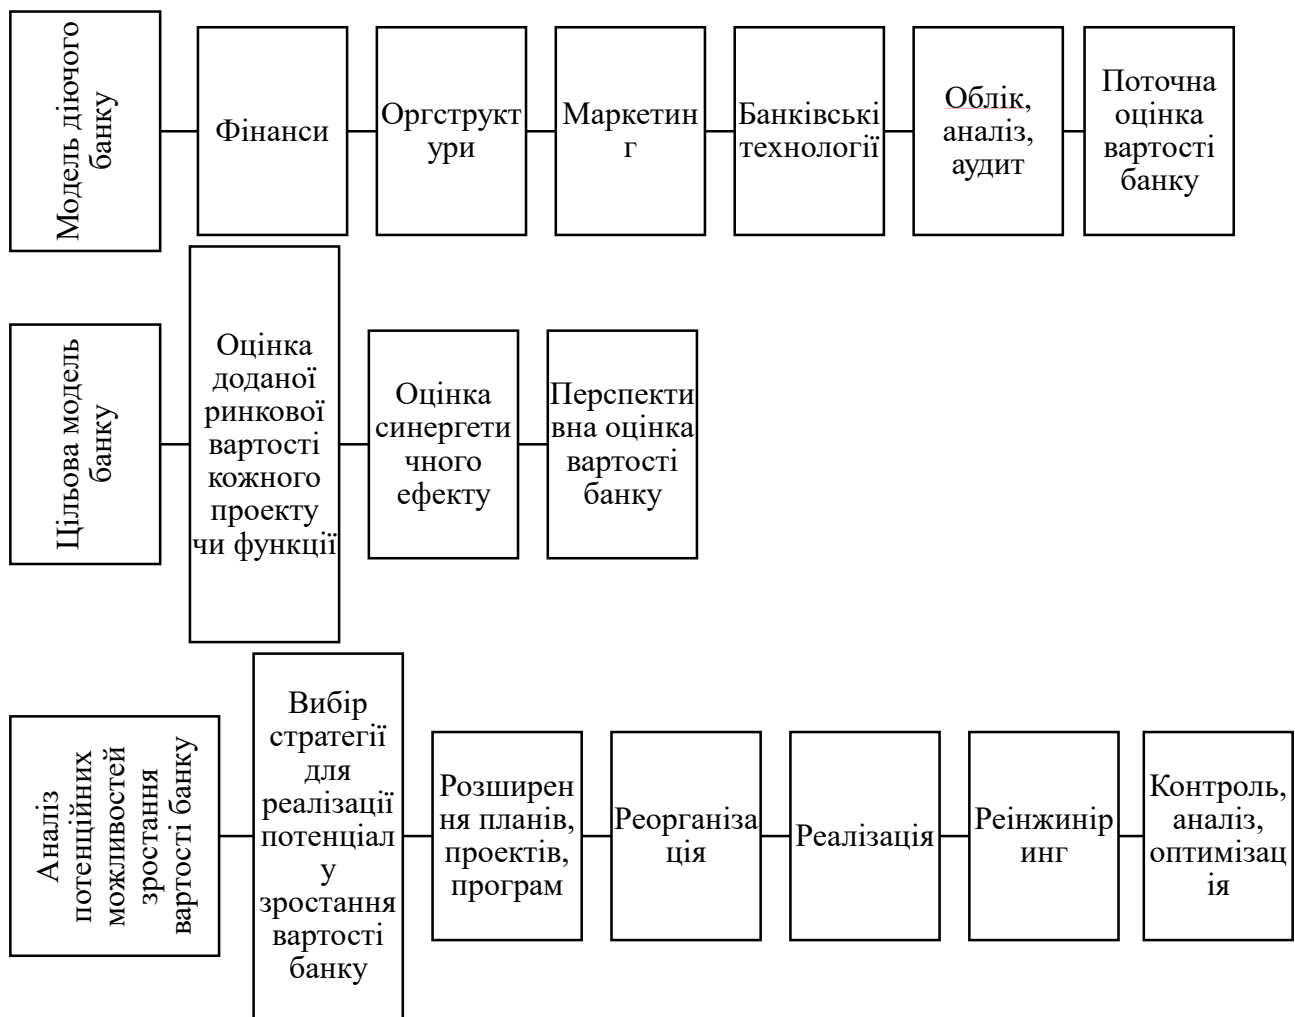 Модель діючого
банку
Фінанси
Оргструкт
ури
Маркетин
г
Банківські
технології
Облік,
аналіз,
аудит
Поточна
оцінка
вартості
банку
Цільова модель
банку
Оцінка
доданої
ринкової
вартості
кожного
проекту
чи функції
Оцінка
синергети
чного
ефекту
Перспекти
вна оцінка
вартості
банку
Аналіз
потенційних
можливостей
зростання
вартості банку
Вибір
стратегії
для
реалізації
потенціал
у
зростання
вартості
банку
Розширен
ня планів,
проектів,
програм
Реорганіза
ція
Реалізація
Реінжинір
инг
Контроль,
аналіз,
оптимізац
ія